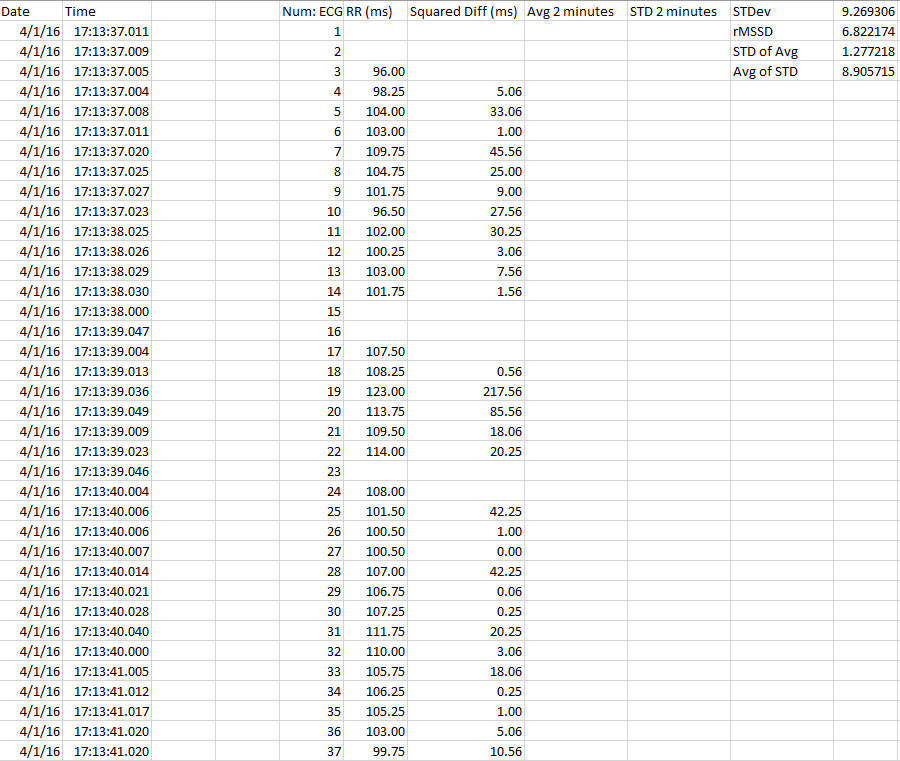 Date Time Num: ECG RR (ms) Squared Diff (ms) Avg 2 minutes STD 2 minutes STDev 9.269306
4/1/16 17:13:37.011 1 rMSSD 6.822174
4/1/16 17:13:37.009 2 STD of Avg 1.277218
4/1/16 17:13:37.005 3 96.00 Avg of STD 8.905715
4/1/16 17:13:37.004 4 98.25 5.06
4/1/16 17:13:37.008 5 104.00 33.06
4/1/16 17:13:37.011 6 103.00 1.00
4/1/16 17:13:37.020 7 109.75 45.56
4/1/16 17:13:37.025 8 104.75 25.00
4/1/16 17:13:37.027 9 101.75 9.00
4/1/16 17:13:37.023 10 96.50 27.56
4/1/16 17:13:38.025 11 102.00 30.25
4/1/16 17:13:38.026 12 100.25 3.06
4/1/16 17:13:38.029 13 103.00 7.56
4/1/16 17:13:38.030 14 101.75 1.56
4/1/16 17:13:38.000 15
4/1/16 17:13:39.047 16
4/1/16 17:13:39.004 17 107.50
4/1/16 17:13:39.013 18 108.25 0.56
4/1/16 17:13:39.036 19 123.00 217.56
4/1/16 17:13:39.049 20 113.75 85.56
4/1/16 17:13:39.009 21 109.50 18.06
4/1/16 17:13:39.023 22 114.00 20.25
4/1/16 17:13:39.046 23
4/1/16 17:13:40.004 24 108.00
4/1/16 17:13:40.006 25 101.50 42.25
4/1/16 17:13:40.006 26 100.50 1.00
4/1/16 17:13:40.007 27 100.50 0.00
4/1/16 17:13:40.014 28 107.00 42.25
4/1/16 17:13:40.021 29 106.75 0.06
4/1/16 17:13:40.028 30 107.25 0.25
4/1/16 17:13:40.040 31 111.75 20.25
4/1/16 17:13:40.000 32 110.00 3.06
4/1/16 17:13:41.005 33 105.75 18.06
4/1/16 17:13:41.012 34 106.25 0.25
4/1/16 17:13:41.017 35 105.25 1.00
4/1/16 17:13:41.020 36 103.00 5.06
4/1/16 17:13:41.020 37 99.75 10.56